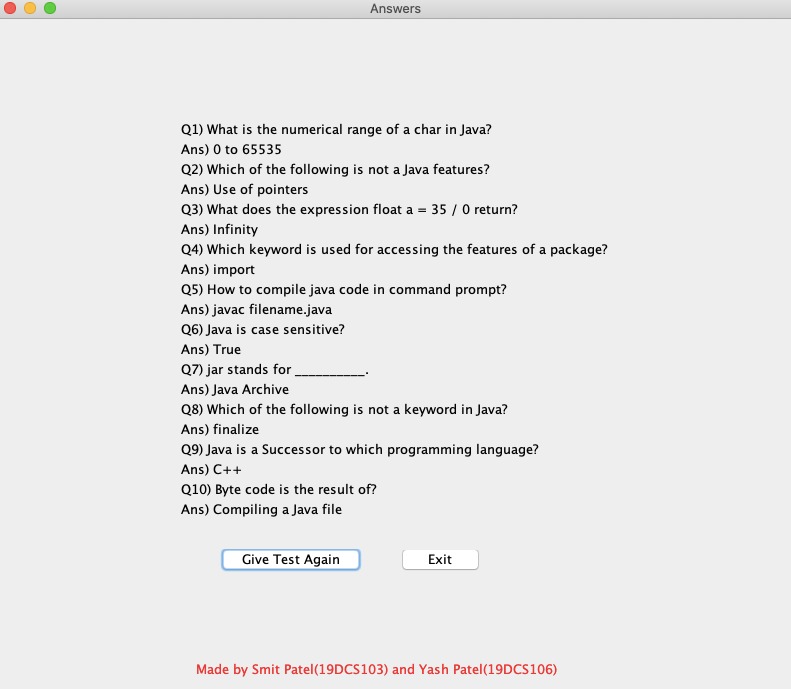 Answers
Q1) What is the numerical range of a char in Java?
Ans) 0 to 65535
Q2) Which of the following is not a Java features?
Ans) Use of pointers
Q3) What does the expression float a = 35 / 0 return?
Ans) Infinity
Q4) Which keyword is used for accessing the features of a package?
Ans) import
Q5) How to compile java code in command prompt?
Ans) javac filename.java
Q6) Java is case sensitive?
Ans) True
Q7) jar stands for __________.
Ans) Java Archive
Q8) Which of the following is not a keyword in Java?
Ans) finalize
Q9) Java is a Successor to which programming language?
Ans) C++
Q10) Byte code is the result of?
Ans) Compiling a Java file
Give Test Again Exit
Made by Smit Patel(19DCS103) and Yash Patel(19DCS106)